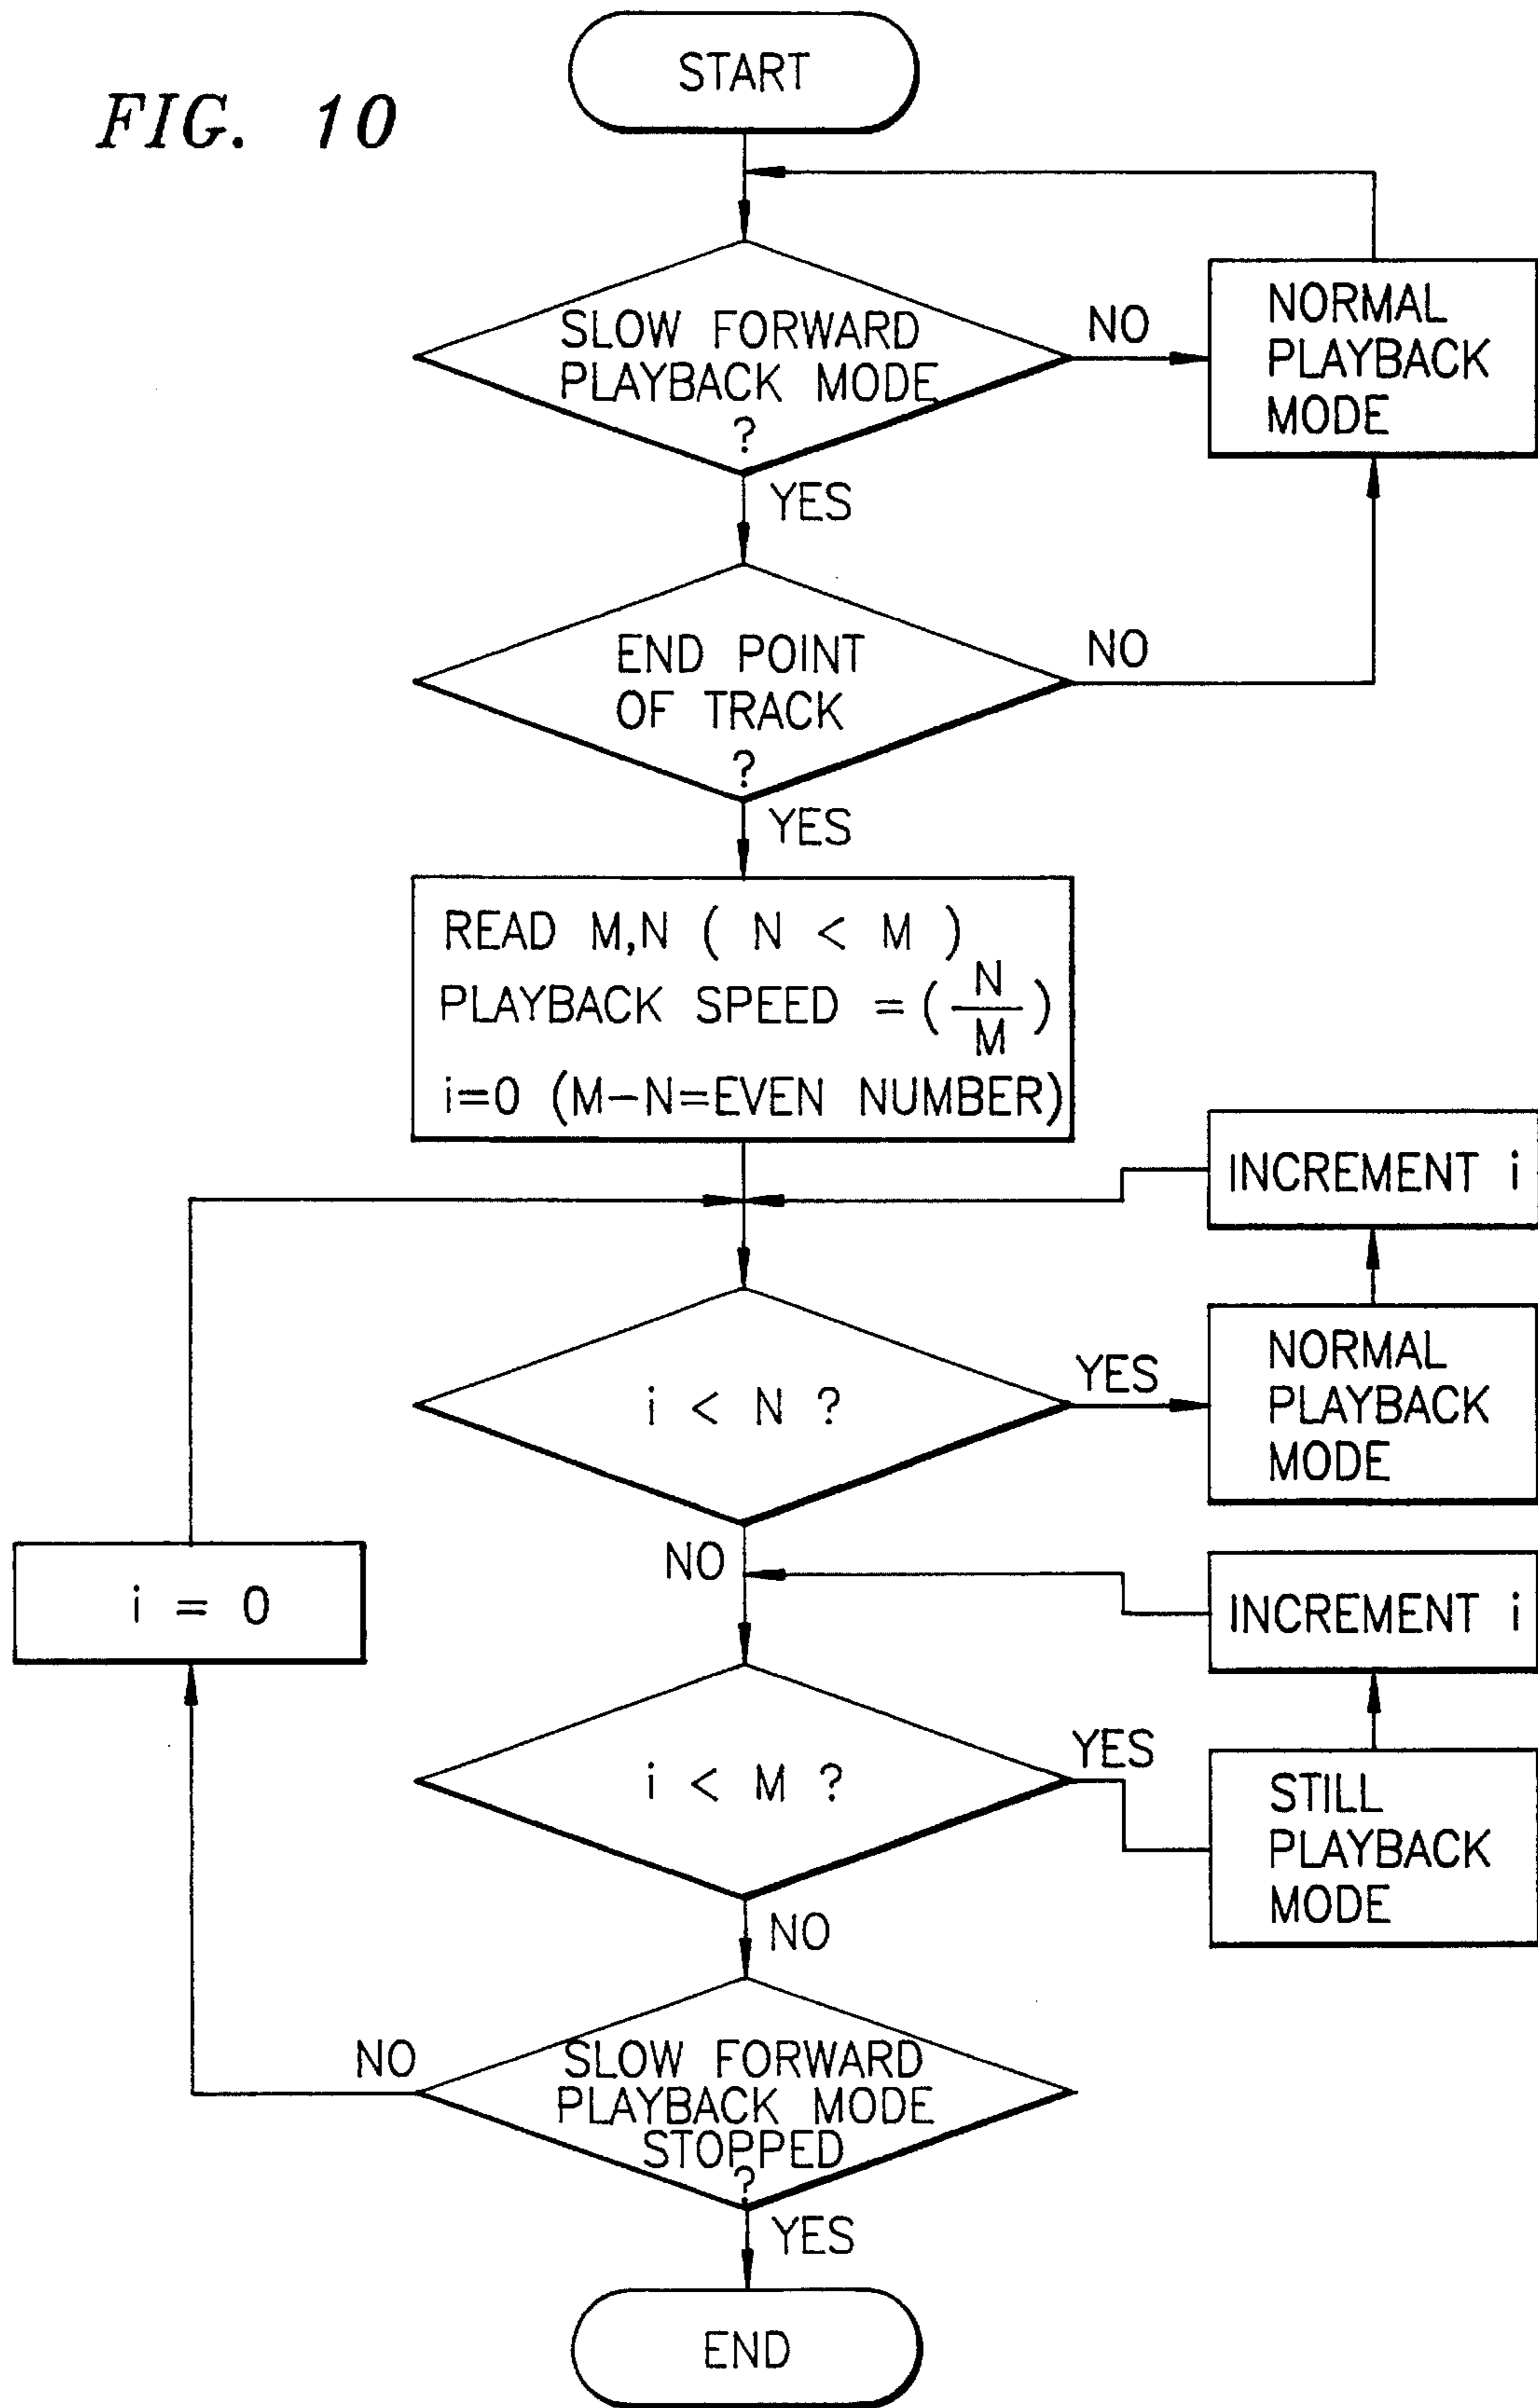 FIG. 10
START
SLOW FORWARD
PLAYBACK MODE
?
NO
NORMAL
PLAYBACK
MODE
YES
END POINT
OF TRACK
?
NO
YES
READ M,N ( N < M )
PLAYBACK SPEED = ( N/M )
i=0 (M-N=EVEN NUMBER)
INCREMENT i
i < N ?
YES
NORMAL
PLAYBACK
MODE
NO
i = 0
INCREMENT i
i < M ?
YES
STILL
PLAYBACK
MODE
NO
SLOW FORWARD
PLAYBACK MODE
STOPPED
?
NO
YES
END